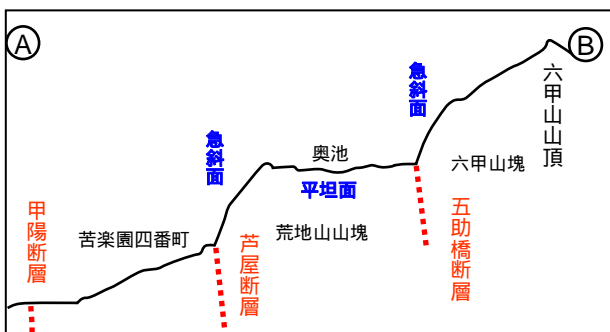 A
B
急斜面
六甲山山頂
急斜面
奥池
六甲山塊
平坦面
甲陽断層
苦楽園四番町
芦屋断層
荒地山山塊
五助橋断層